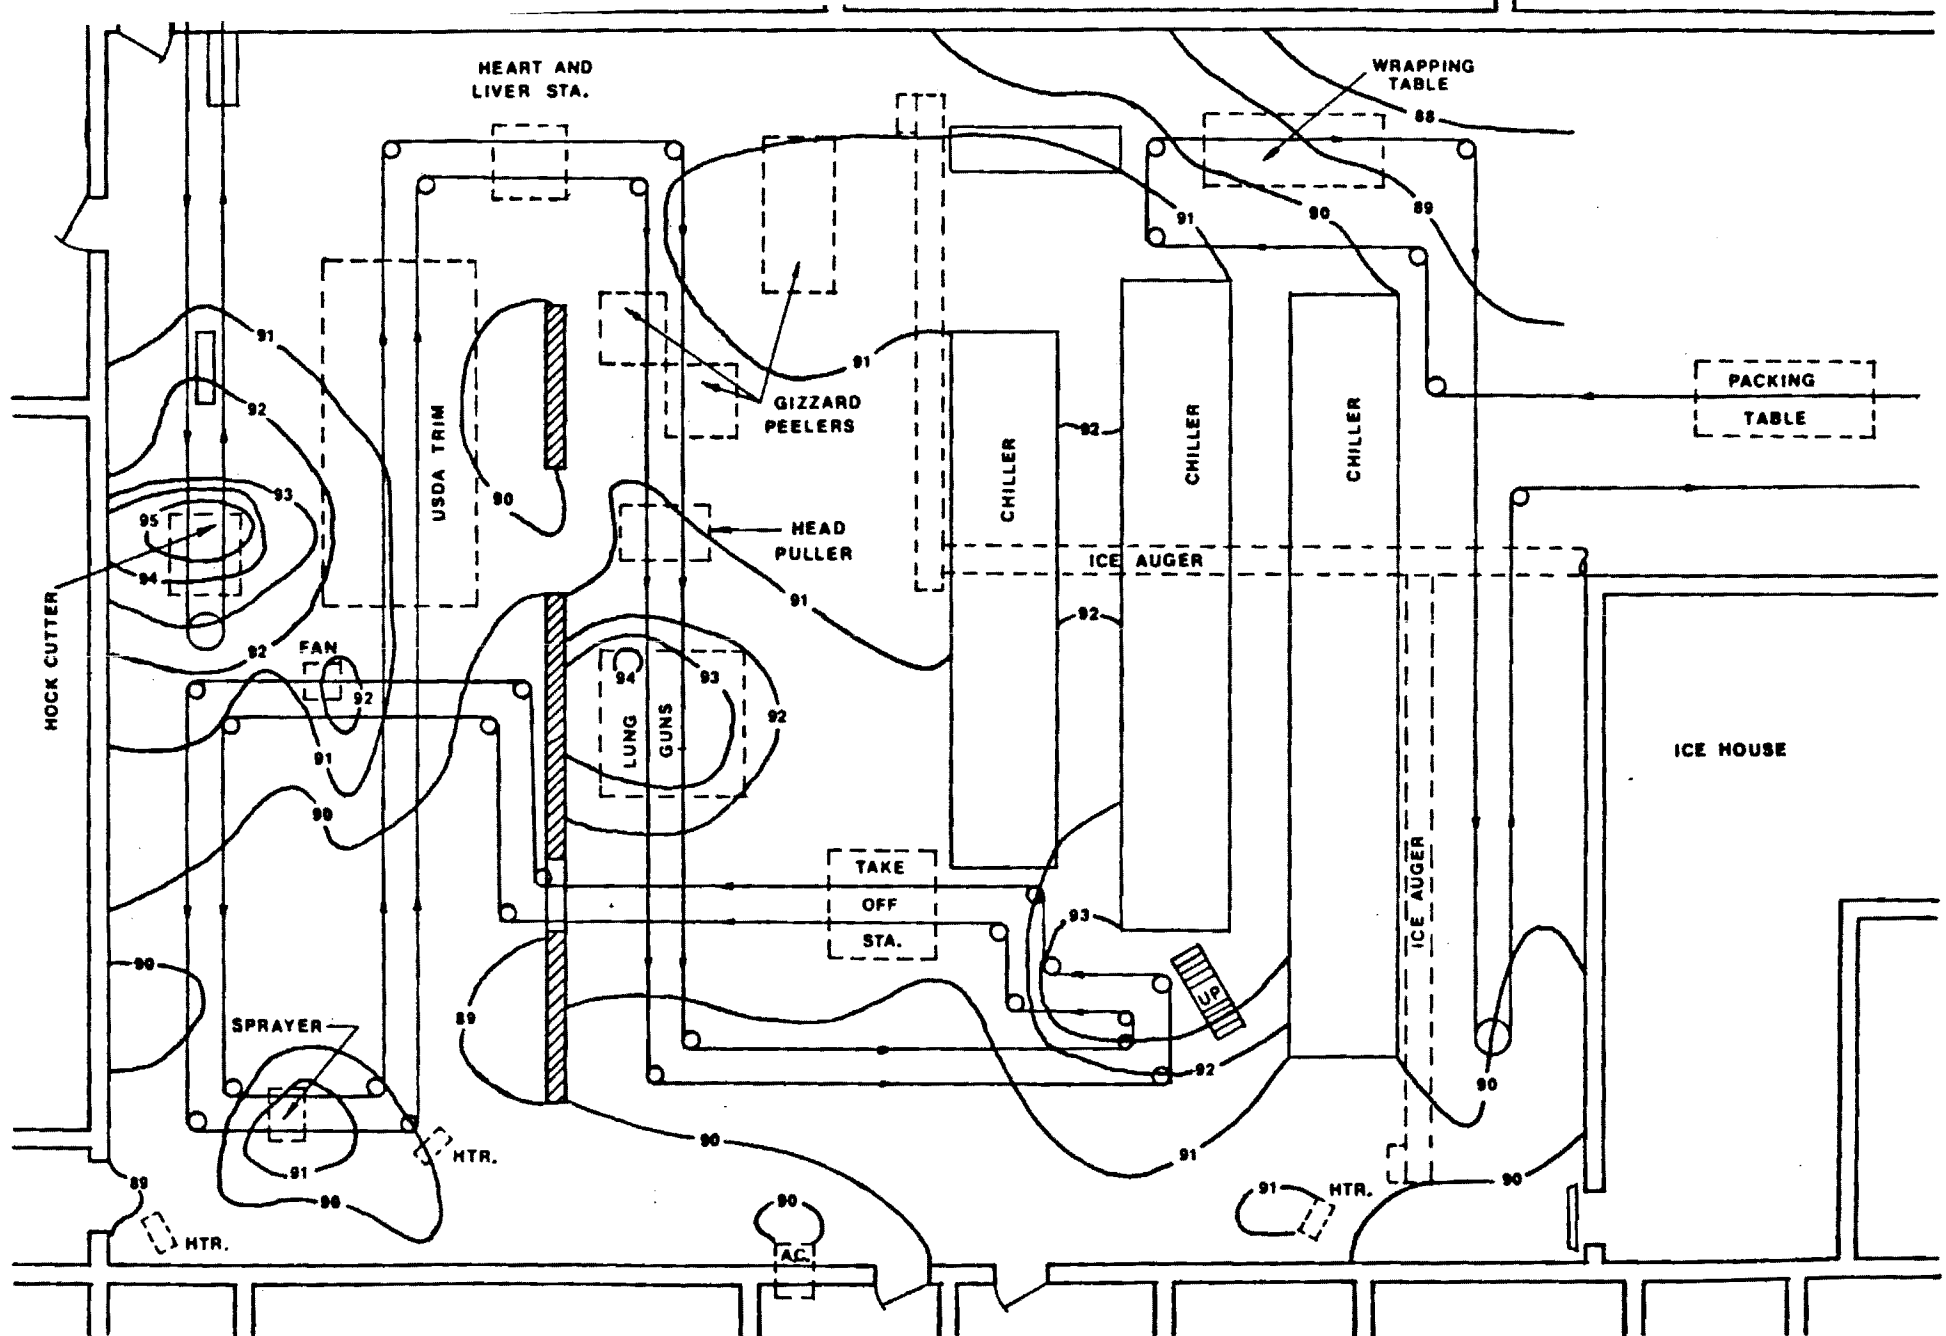 HEART AND
LIVER STA.
WRAPPING
TABLE
88
91
90
89
91
92
USDA TRIM
90
91
GIZZARD
PEELERS
CHILLER
CHILLER
CHILLER
92
PACKING
TABLE
93
95
94
HOCK CUTTER
HEAD
PULLER
ICE AUGER
91
92
92
FAN
92
91
90
94
93
LUNG
GUNS
92
ICE HOUSE
TAKE
OFF
STA.
ICE AUGER
93
UP
90
SPRAYER
89
92
90
91
90
HTR.
90
91
90
89
HTR.
90
A.C.
91
HTR.
90